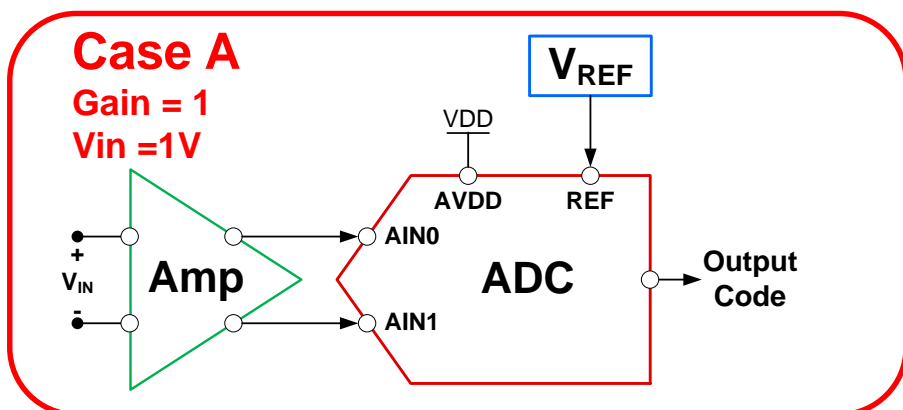 Case A
Gain = 1
Vin =1V
VREF
VDD
AVDD
REF
+
VIN
-
Amp
AIN0
AIN1
ADC
Output
Code